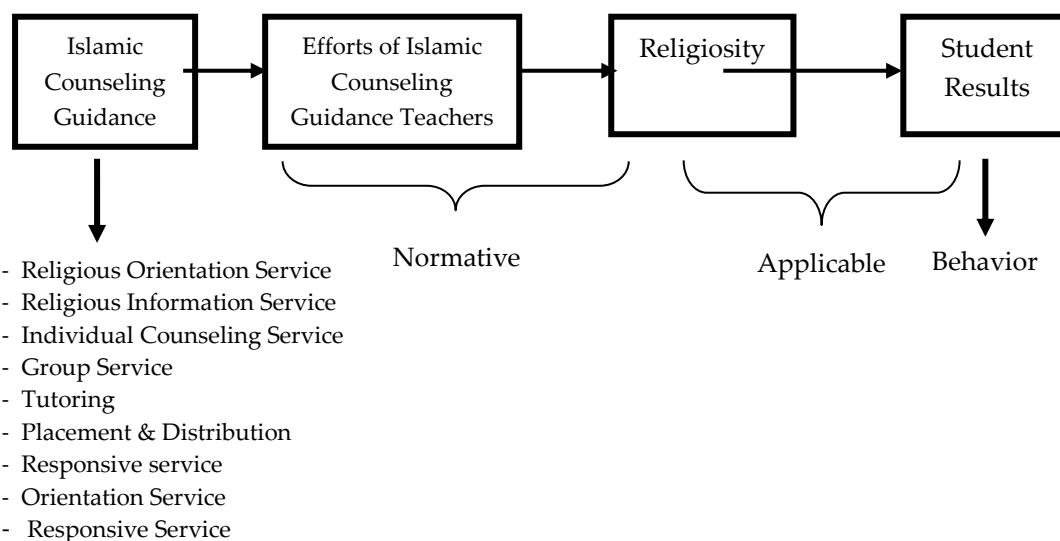 Islamic
Counseling
Guidance
Efforts of Islamic
Counseling
Guidance Teachers
Religiosity
Student
Results
Normative
Applicable
Behavior
- Religious Orientation Service
- Religious Information Service
- Individual Counseling Service
- Group Service
- Tutoring
- Placement & Distribution
- Responsive service
- Orientation Service
- Responsive Service